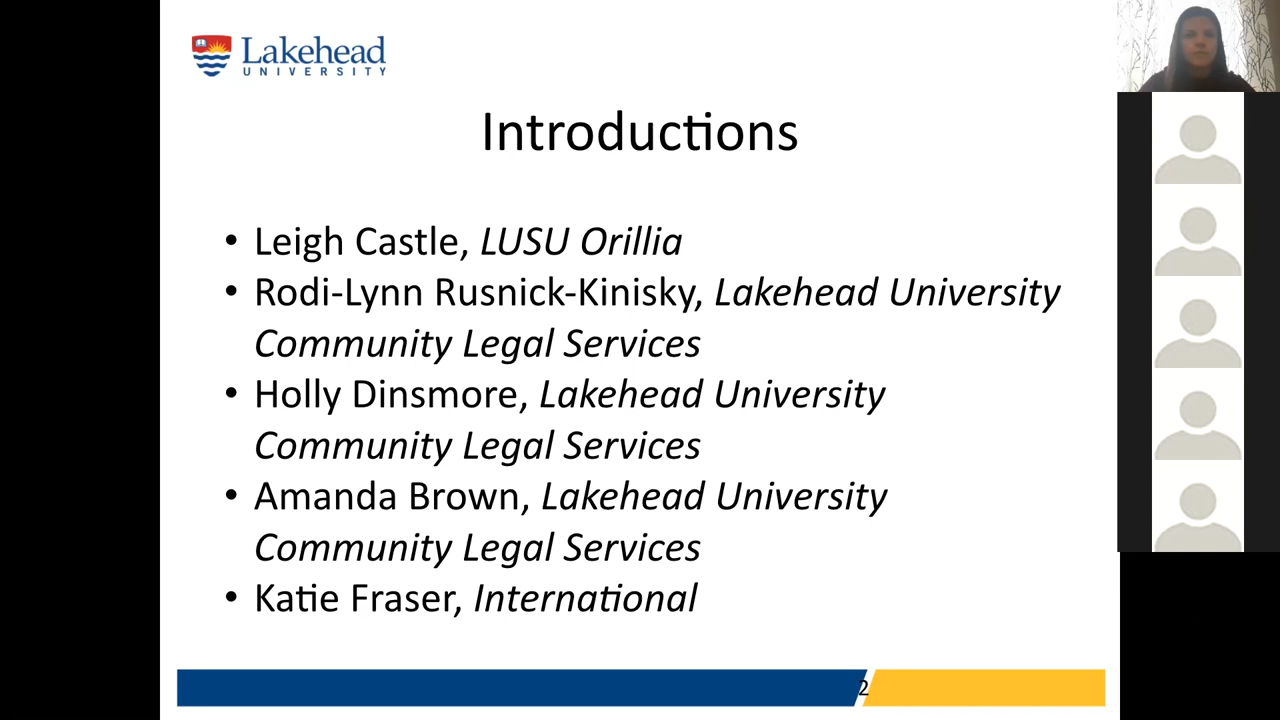 Lakehead
UNIVERSITY
Introductions
• Leigh Castle, LUSU Orillia
• Rodi-Lynn Rusnick-Kinisky, Lakehead University
Community Legal Services
• Holly Dinsmore, Lakehead University
Community Legal Services
• Amanda Brown, Lakehead University
Community Legal Services
• Katie Fraser, International
2